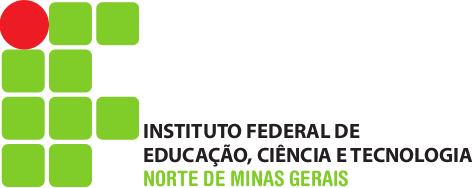 INSTITUTO FEDERAL DE
EDUCAÇÃO, CIÊNCIA E TECNOLOGIA
NORTE DE MINAS GERAIS